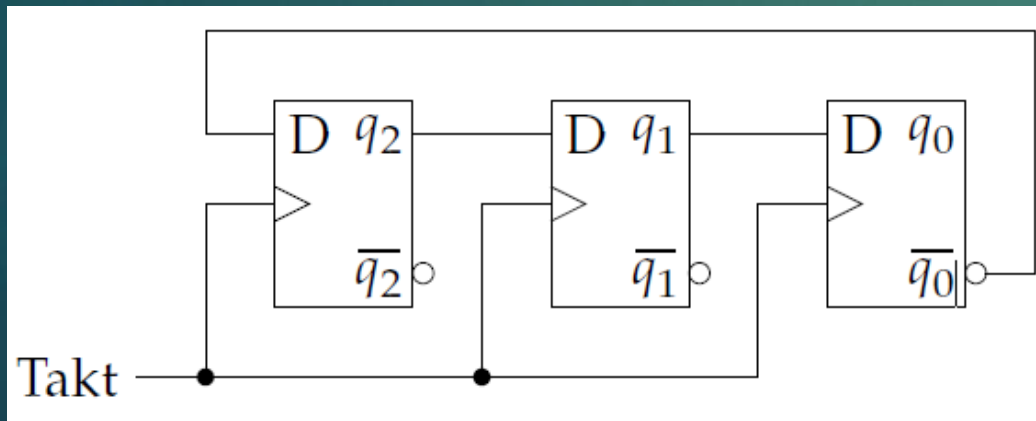 D q₂ D q₁ D q₀
q̅₂ q̅₁ q̅₀
Takt